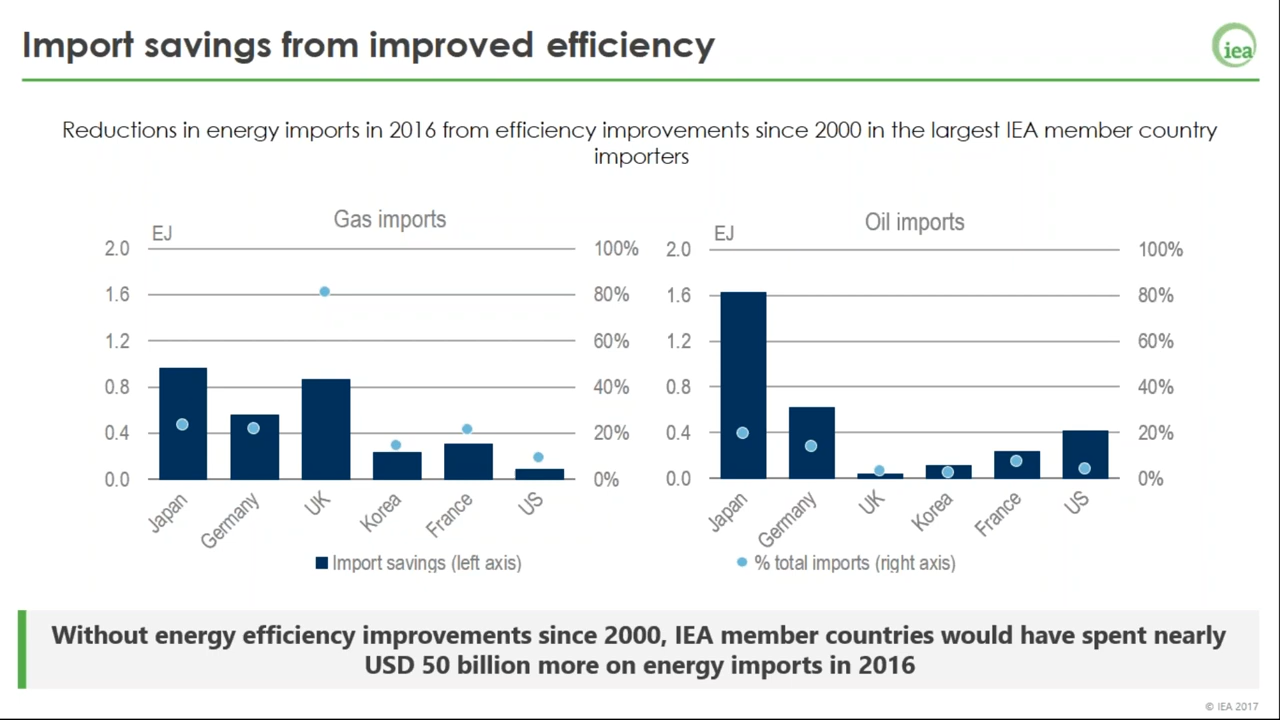 Import savings from improved efficiency
iea
Reductions in energy imports in 2016 from efficiency improvements since 2000 in the largest IEA member country
importers
Gas imports
EJ
2.0
1.6
1.2
0.8
0.4
0.0
100%
80%
60%
40%
20%
0%
Japan
Germany
UK
Korea
France
US
Oil imports
EJ
2.0
1.6
1.2
0.8
0.4
0.0
100%
80%
60%
40%
20%
0%
Japan
Germany
UK
Korea
France
US
Import savings (left axis)
% total imports (right axis)
Without energy efficiency improvements since 2000, IEA member countries would have spent nearly
USD 50 billion more on energy imports in 2016
© IEA 2017